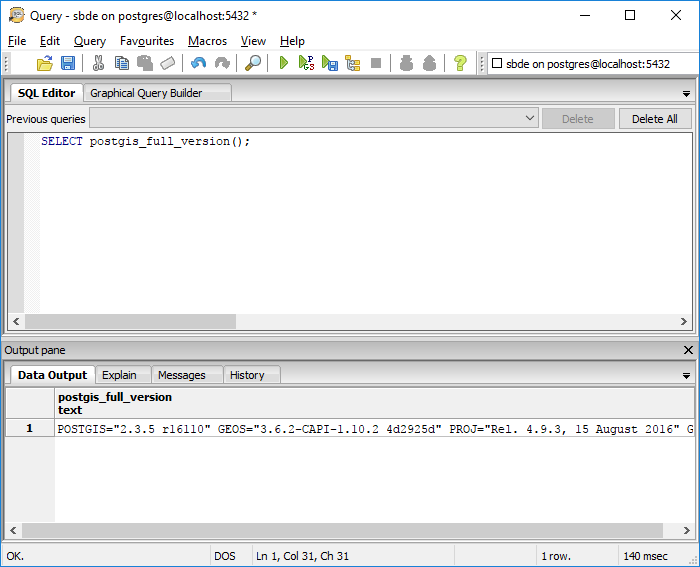 Query - sbde on postgres@localhost:5432 *
File Edit Query Favourites Macros View Help
sbde on postgres@localhost:5432
SQL Editor Graphical Query Builder
Previous queries Delete Delete All
SELECT postgis_full_version();
Output pane
Data Output Explain Messages History
postgis_full_version
text
1 POSTGIS="2.3.5 r16110" GEOS="3.6.2-CAPI-1.10.2 4d2925d" PROJ="Rel. 4.9.3, 15 August 2016" G
OK. DOS Ln 1, Col 31, Ch 31 1 row. 140 msec